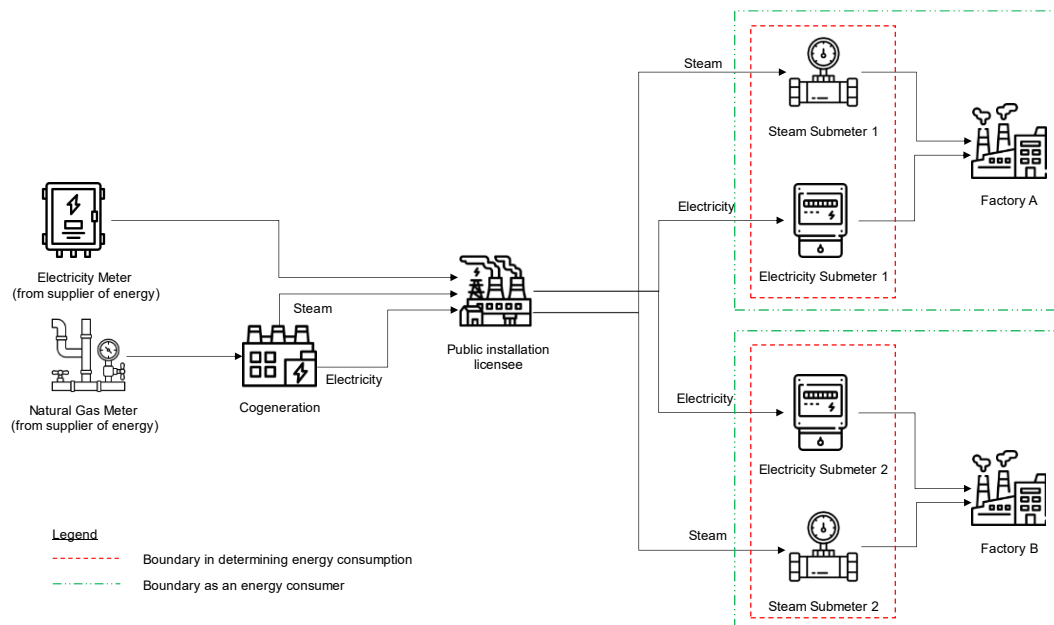 Steam
Steam Submeter 1
Factory A
Electricity
Electricity Submeter 1
Electricity Meter
(from supplier of energy)
Steam
Public installation
licensee
Electricity
Cogeneration
Natural Gas Meter
(from supplier of energy)
Electricity
Electricity Submeter 2
Factory B
Steam
Steam Submeter 2
Legend
Boundary in determining energy consumption
Boundary as an energy consumer